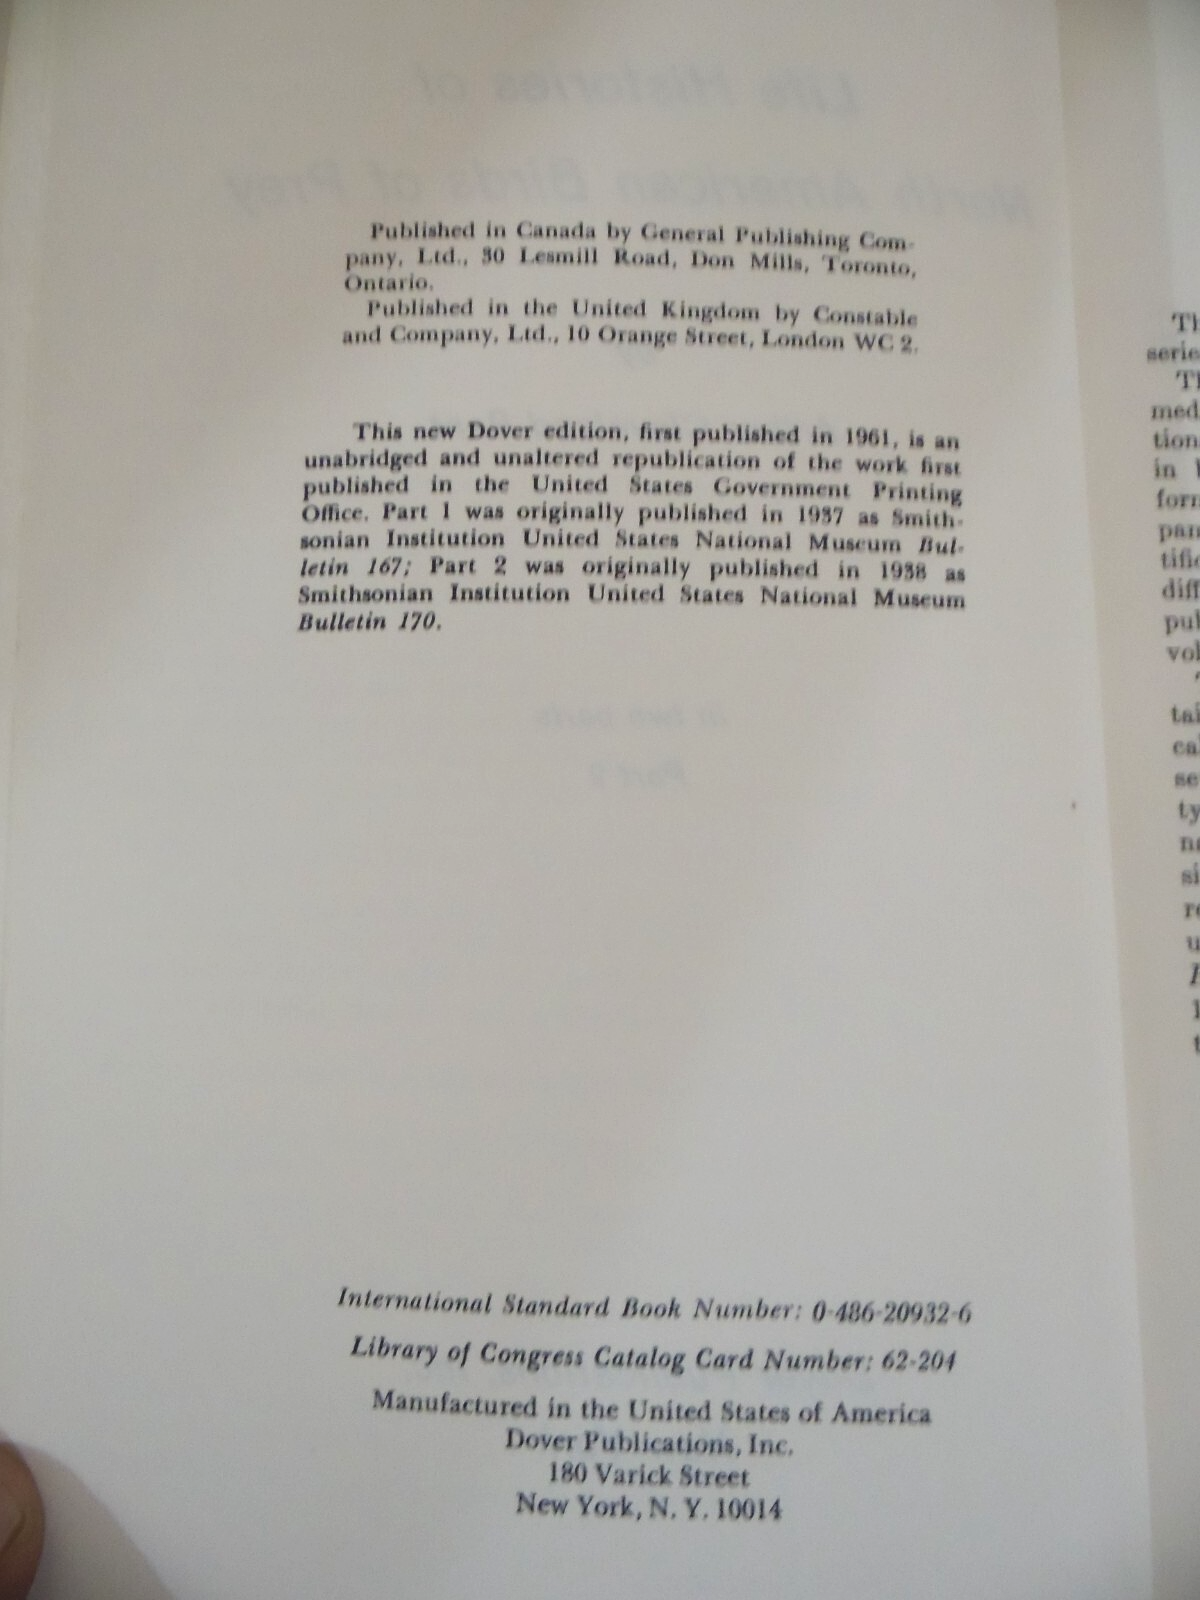 Published in Canada by General Publishing Com-
pany, Ltd., 30 Lesmill Road, Don Mills, Toronto,
Ontario.
Published in the United Kingdom by Constable
and Company, Ltd., 10 Orange Street, London WC 2.
This new Dover edition, first published in 1961, is an
unabridged and unaltered republication of the work first
published in the United States Government Printing
Office. Part 1 was originally published in 1937 as Smith-
sonian Institution United States National Museum Bul-
letin 167; Part 2 was originally published in 1938 as
Smithsonian Institution United States National Museum
Bulletin 170.
International Standard Book Number: 0-486-20932-6
Library of Congress Catalog Card Number: 62-204
Manufactured in the United States of America
Dover Publications, Inc.
180 Varick Street
New York, N. Y. 10014